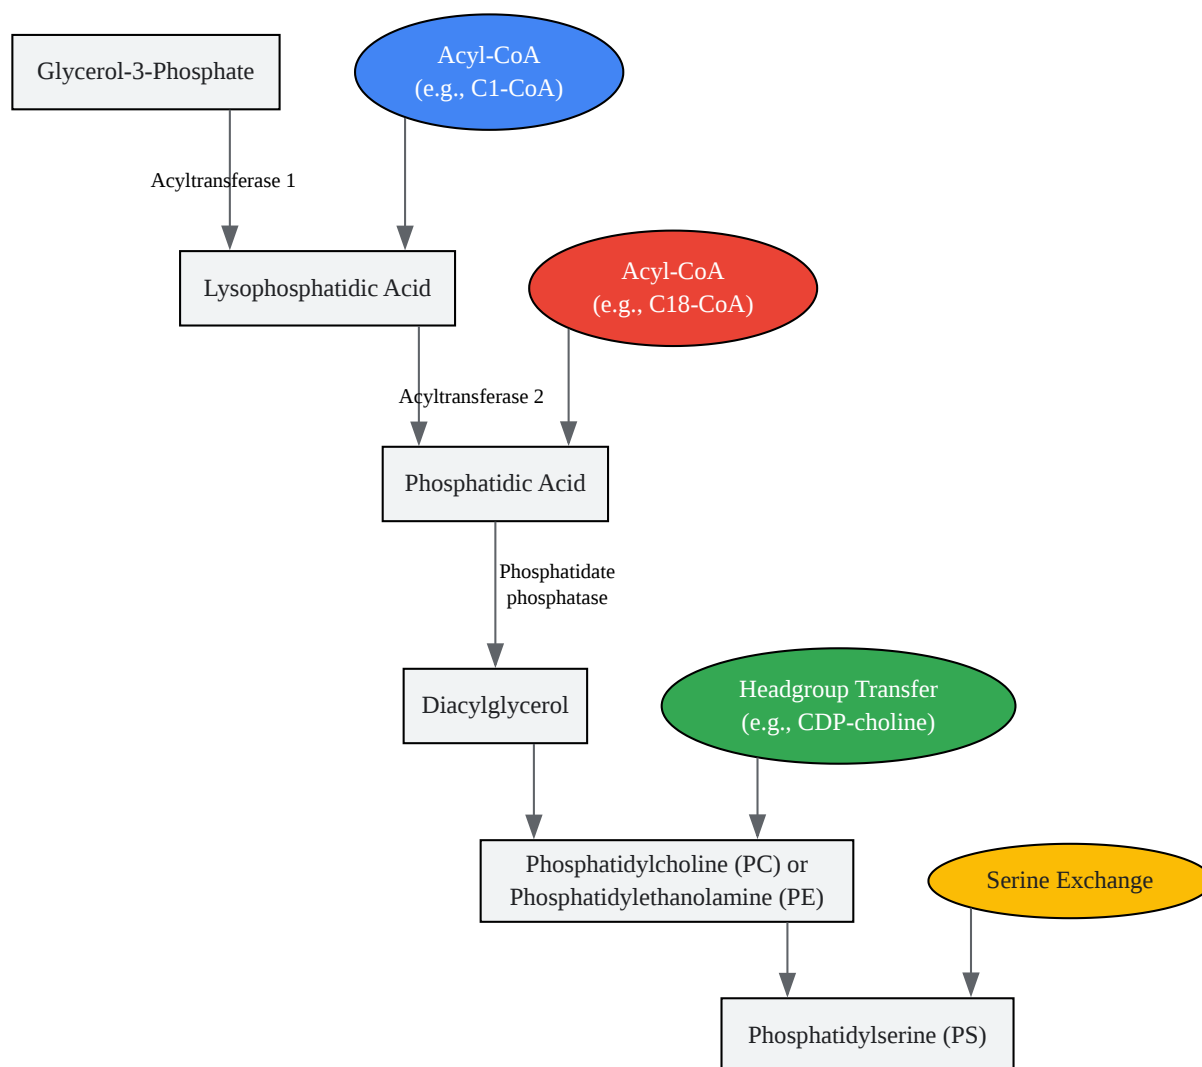 Glycerol-3-Phosphate
Acyl-CoA
(e.g., C1-CoA)
Acyltransferase 1
Lysophosphatidic Acid
Acyl-CoA
(e.g., C18-CoA)
Acyltransferase 2
Phosphatidic Acid
Phosphatidate
phosphatase
Diacylglycerol
Headgroup Transfer
(e.g., CDP-choline)
Phosphatidylcholine (PC) or
Phosphatidylethanolamine (PE)
Serine Exchange
Phosphatidylserine (PS)